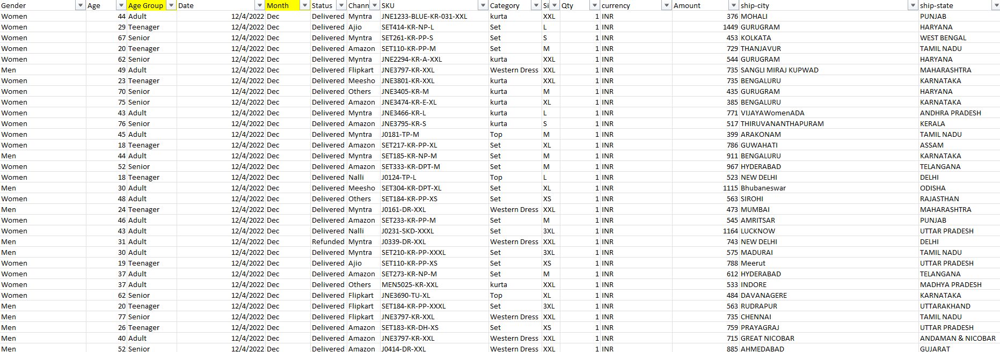 Gender Age Age Group Date Month Status Chann SKU Category Si Qty currency Amount ship-city ship-state
Women 44 Adult 12/4/2022 Dec Delivered Myntra JNE1233-BLUE-KR-031-XXL kurta XXL 1 INR 376 MOHALI PUNJAB
Women 29 Teenager 12/4/2022 Dec Delivered Ajio SET414-KR-NP-L Set L 1 INR 1449 GURUGRAM HARYANA
Women 67 Senior 12/4/2022 Dec Delivered Myntra SET261-KR-PP-S Set S 1 INR 453 KOLKATA WEST BENGAL
Women 20 Teenager 12/4/2022 Dec Delivered Amazon SET110-KR-PP-M Set M 1 INR 729 THANJAVUR TAMIL NADU
Women 62 Senior 12/4/2022 Dec Delivered Myntra JNE2294-KR-A-XXL kurta XXL 1 INR 544 GURUGRAM HARYANA
Men 49 Adult 12/4/2022 Dec Delivered Flipkart JNE3797-KR-XXL Western Dress XXL 1 INR 735 SANGLI MIRAJ KUPWAD MAHARASHTRA
Women 23 Teenager 12/4/2022 Dec Delivered Meesho JNE3801-KR-XXL kurta XXL 1 INR 735 BENGALURU KARNATAKA
Women 70 Senior 12/4/2022 Dec Delivered Others JNE3405-KR-M kurta M 1 INR 435 GURUGRAM HARYANA
Women 75 Senior 12/4/2022 Dec Delivered Amazon JNE3474-KR-E-XL kurta XL 1 INR 385 BENGALURU KARNATAKA
Women 43 Adult 12/4/2022 Dec Delivered Myntra JNE3466-KR-L kurta L 1 INR 771 VIJAYAWomenADA ANDHRA PRADESH
Women 76 Senior 12/4/2022 Dec Delivered Amazon JNE3795-KR-S kurta S 1 INR 517 THIRUVANANTHAPURAM KERALA
Women 45 Adult 12/4/2022 Dec Delivered Myntra J0181-TP-M Top M 1 INR 399 ARAKONAM TAMIL NADU
Women 18 Teenager 12/4/2022 Dec Delivered Amazon SET217-KR-PP-XL Set XL 1 INR 786 GUWAHATI ASSAM
Men 44 Adult 12/4/2022 Dec Delivered Myntra SET185-KR-NP-M Set M 1 INR 911 BENGALURU KARNATAKA
Women 52 Senior 12/4/2022 Dec Delivered Amazon SET333-KR-DPT-M Set M 1 INR 967 HYDERABAD TELANGANA
Women 18 Teenager 12/4/2022 Dec Delivered Nalli J0124-TP-L Top L 1 INR 523 NEW DELHI DELHI
Men 30 Adult 12/4/2022 Dec Delivered Meesho SET304-KR-DPT-XL Set XL 1 INR 1115 Bhubaneswar ODISHA
Women 48 Adult 12/4/2022 Dec Delivered Others SET184-KR-PP-XS Set XS 1 INR 563 SIROHI RAJASTHAN
Men 24 Teenager 12/4/2022 Dec Delivered Myntra J0161-DR-XXL Western Dress XXL 1 INR 473 MUMBAI MAHARASHTRA
Women 46 Adult 12/4/2022 Dec Delivered Amazon SET233-KR-PP-M Set M 1 INR 545 AMRITSAR PUNJAB
Women 43 Adult 12/4/2022 Dec Delivered Nalli J0231-SKD-XXXL Set 3XL 1 INR 1164 LUCKNOW UTTAR PRADESH
Men 31 Adult 12/4/2022 Dec Refunded Myntra J0339-DR-XXL Western Dress XXL 1 INR 743 NEW DELHI DELHI
Men 30 Adult 12/4/2022 Dec Delivered Myntra SET210-KR-PP-XXXL Set 3XL 1 INR 575 MADURAI TAMIL NADU
Women 19 Teenager 12/4/2022 Dec Delivered Ajio SET110-KR-PP-XS Set XS 1 INR 788 Meerut UTTAR PRADESH
Women 37 Adult 12/4/2022 Dec Delivered Amazon SET273-KR-NP-M Set M 1 INR 612 HYDERABAD TELANGANA
Women 37 Adult 12/4/2022 Dec Delivered Others MEN5025-KR-XXL kurta XXL 1 INR 533 INDORE MADHYA PRADESH
Women 62 Senior 12/4/2022 Dec Delivered Flipkart JNE3690-TU-XL Top XL 1 INR 484 DAVANAGERE KARNATAKA
Men 20 Teenager 12/4/2022 Dec Delivered Flipkart SET184-KR-PP-XXXL Set 3XL 1 INR 563 RUDRAPUR UTTARAKHAND
Men 77 Senior 12/4/2022 Dec Delivered Flipkart JNE3797-KR-XXL Western Dress XXL 1 INR 735 CHENNAI TAMIL NADU
Men 26 Teenager 12/4/2022 Dec Delivered Amazon SET183-KR-DH-XS Set XS 1 INR 759 PRAYAGRAJ UTTAR PRADESH
Men 40 Adult 12/4/2022 Dec Delivered Amazon JNE3797-KR-XXL Western Dress XXL 1 INR 715 GREAT NICOBAR ANDAMAN & NICOBAR
Men 52 Senior 12/4/2022 Dec Delivered Amazon J0414-DR-XXL Western Dress XXL 1 INR 885 AHMEDABAD GUJARAT